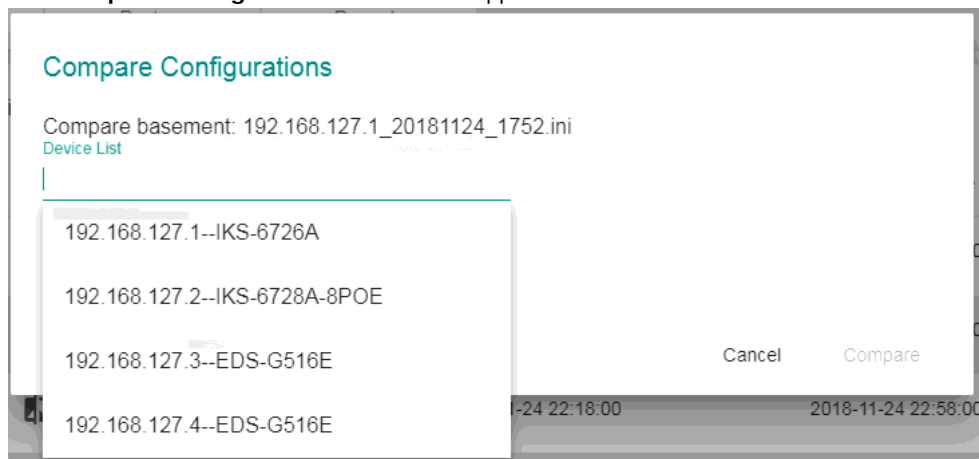 Compare Configurations
Compare basement: 192.168.127.1_20181124_1752.ini
Device List
192.168.127.1--IKS-6726A
192.168.127.2--IKS-6728A-8POE
192.168.127.3--EDS-G516E
Cancel Compare
192.168.127.4--EDS-G516E
1-24 22:18:00 2018-11-24 22:58:00